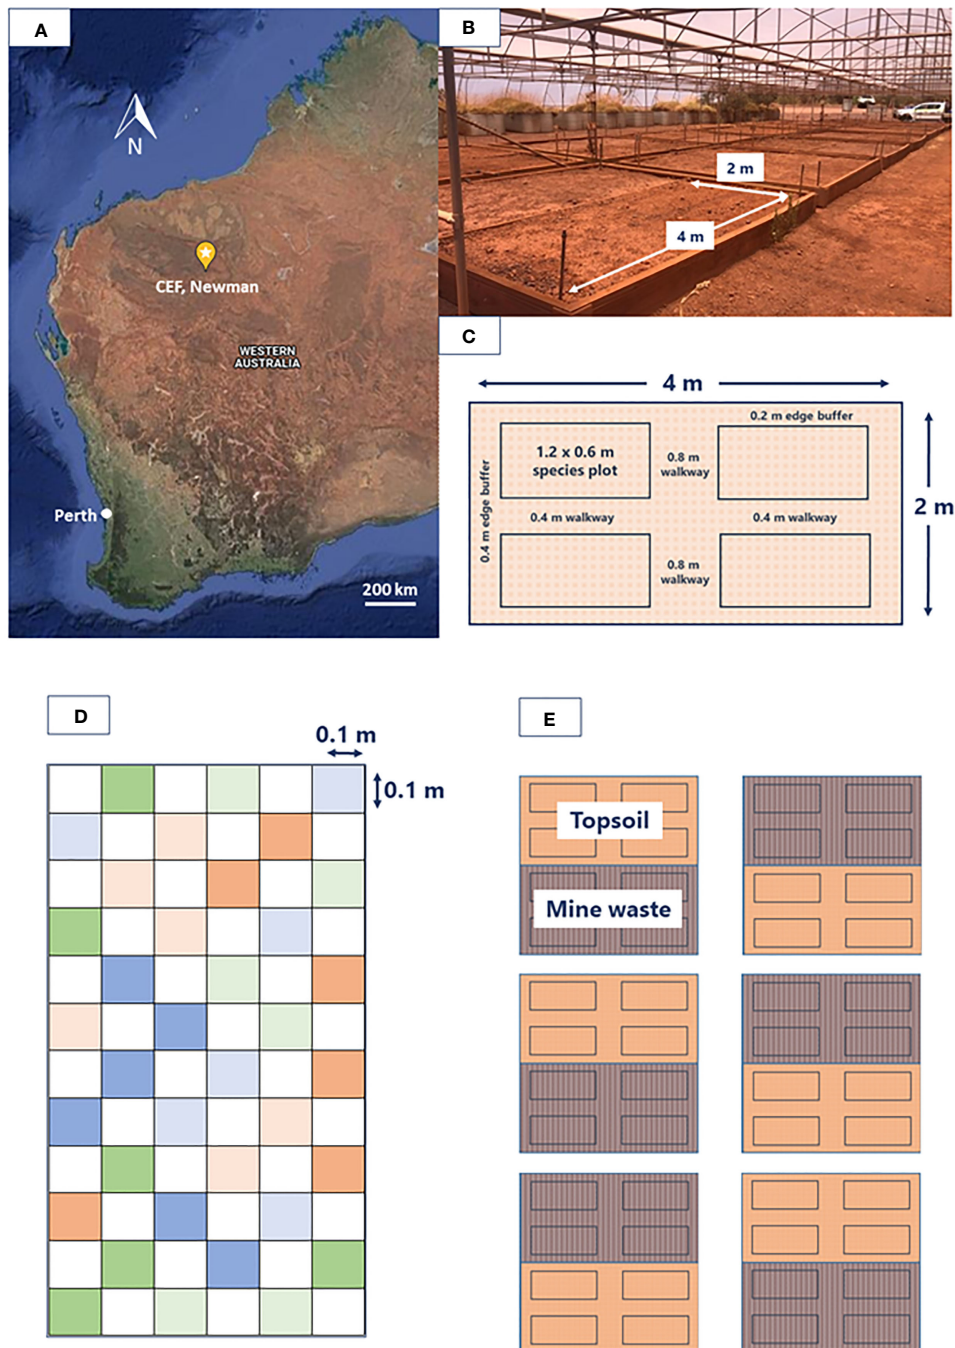 A
N
CEF, Newman
WESTERN
AUSTRALIA
Perth
200 km
B
2 m
4 m
C
4 m
0.2 m edge buffer
1.2 x 0.6 m
species plot
0.8 m
walkway
0.4 m edge buffer
0.4 m walkway
0.4 m walkway
2 m
0.8 m
walkway
D
0.1 m
0.1 m
E
Topsoil
Mine waste